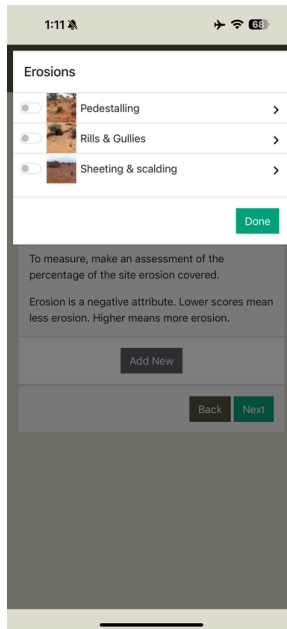 1:11
63
Erosions
Pedestalling
Rills & Gullies
Sheeting & scalding
Done
To measure, make an assessment of the
percentage of the site erosion covered.
Erosion is a negative attribute. Lower scores mean
less erosion. Higher means more erosion.
Add New
Back Next